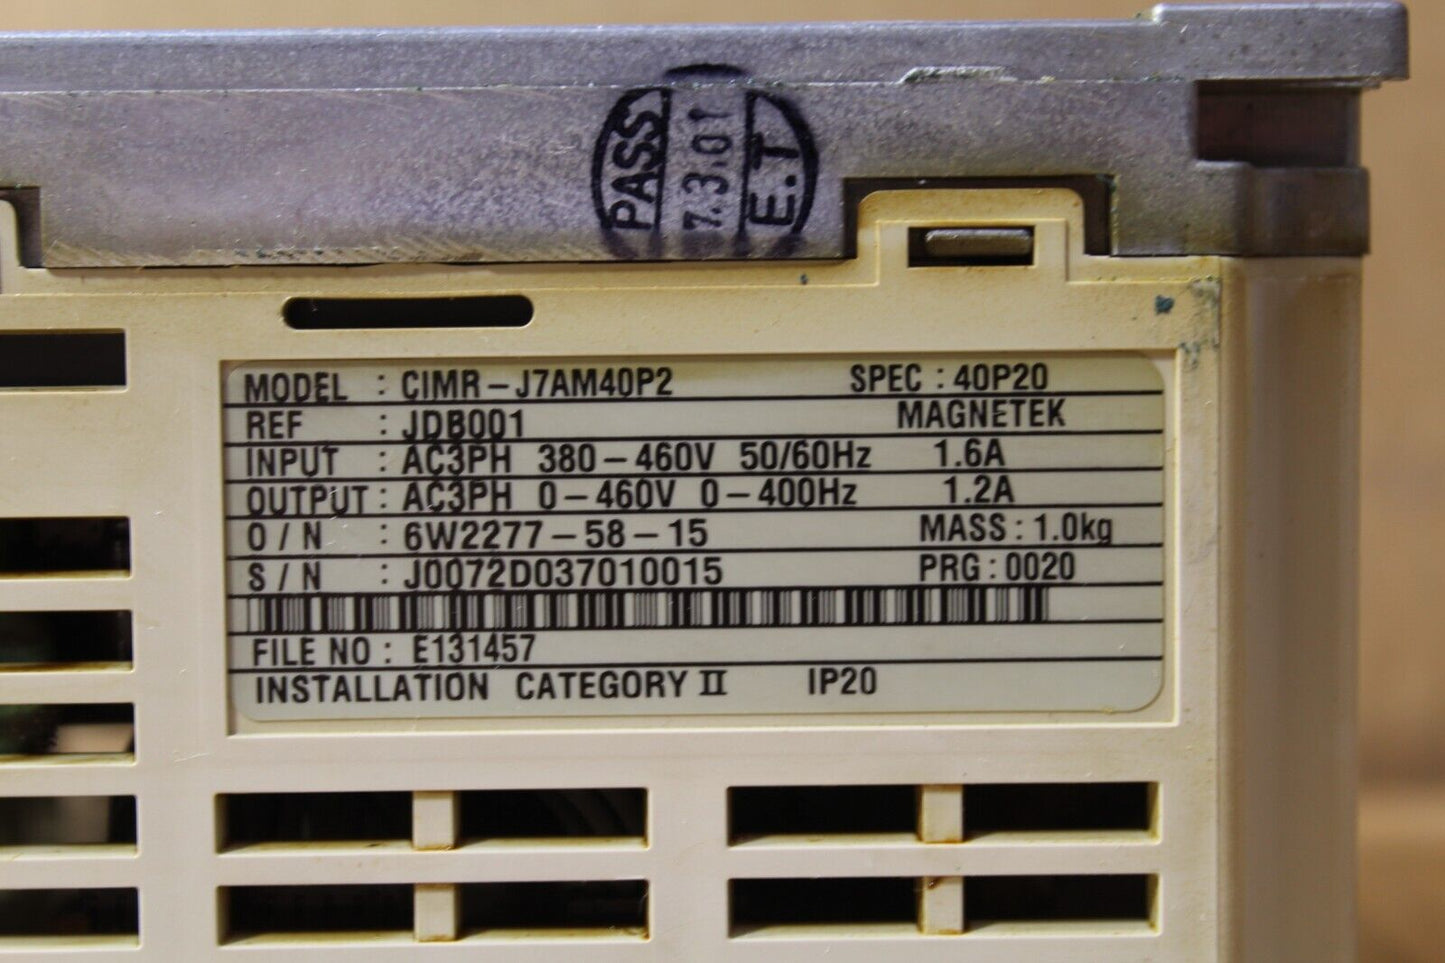 PASS
7.3.01
E.T
MODEL : CIMR-J7AM40P2 SPEC : 40P20
REF : JDB001 MAGNETEK
INPUT : AC3PH 380-460V 50/60Hz 1.6A
OUTPUT : AC3PH 0-460V 0-400Hz 1.2A
O / N : 6W2277-58-15 MASS : 1.0kg
S / N : J0072D037010015 PRG : 0020
FILE NO : E131457
INSTALLATION CATEGORY II IP20